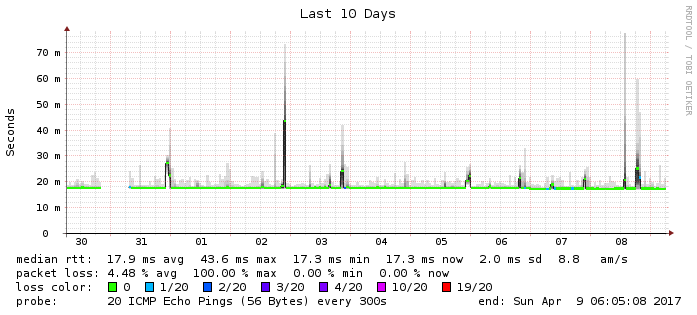 Last 10 Days
RRDTOOL / TOBI OETIKER
Seconds
70 m
60 m
50 m
40 m
30 m
20 m
10 m
0
30 31 01 02 03 04 05 06 07 08
median rtt: 17.9 ms avg 43.6 ms max 17.3 ms min 17.3 ms now 2.0 ms sd 8.8 am/s
packet loss: 4.48 % avg 100.00 % max 0.00 % min 0.00 % now
loss color: 0 1/20 2/20 3/20 4/20 10/20 19/20
probe: 20 ICMP Echo Pings (56 Bytes) every 300s end: Sun Apr 9 06:05:08 2017